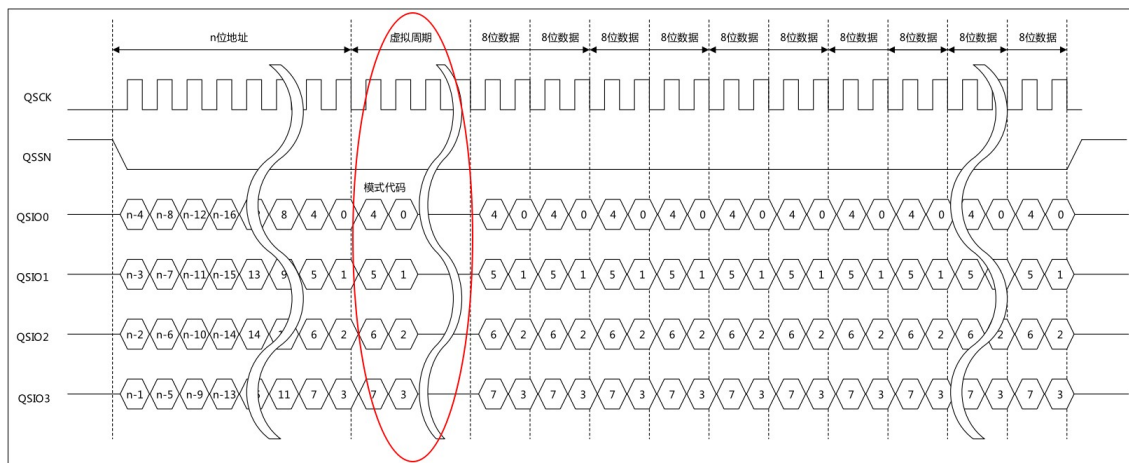 n位地址 虚拟周期 8位数据 8位数据 8位数据 8位数据 8位数据 8位数据 8位数据 8位数据 8位数据 8位数据
QSCK
QSSN
模式代码
QSIO0 n-4 n-8 n-12 n-16 8 4 0 4 0 4 0 4 0 4 0 4 0 4 0 4 0 4 0 4 0 4 0 4 0
QSIO1 n-3 n-7 n-11 n-15 13 9 5 1 5 1 5 1 5 1 5 1 5 1 5 1 5 1 5 1 5 1 5 5 1
QSIO2 n-2 n-6 n-10 n-14 14 6 2 6 2 6 2 6 2 6 2 6 2 6 2 6 2 6 2 6 2 6 2 6 2
QSIO3 n-1 n-5 n-9 n-13 11 7 3 7 3 7 3 7 3 7 3 7 3 7 3 7 3 7 3 7 3 7 3 7 3